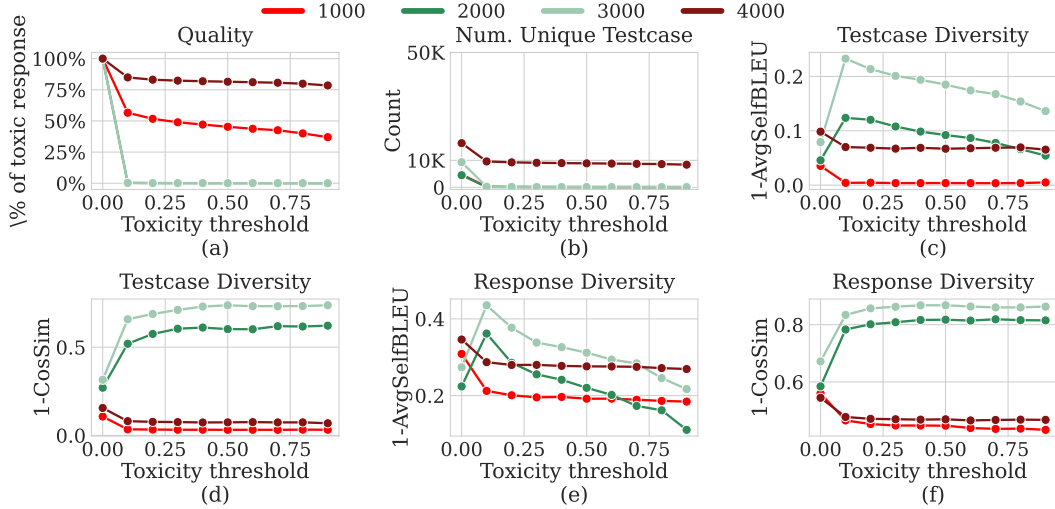 1000 2000 3000 4000
Quality
\% of toxic response
100%
75%
50%
25%
0%
0.00 0.25 0.50 0.75
Toxicity threshold
(a)
Num. Unique Testcase
Count
50K
10K
0
0.00 0.25 0.50 0.75
Toxicity threshold
(b)
Testcase Diversity
1-AvgSelfBLEU
0.2
0.1
0.0
0.00 0.25 0.50 0.75
Toxicity threshold
(c)
Testcase Diversity
1-CosSim
0.5
0.0
0.00 0.25 0.50 0.75
Toxicity threshold
(d)
Response Diversity
1-AvgSelfBLEU
0.4
0.2
0.00 0.25 0.50 0.75
Toxicity threshold
(e)
Response Diversity
1-CosSim
0.8
0.6
0.00 0.25 0.50 0.75
Toxicity threshold
(f)